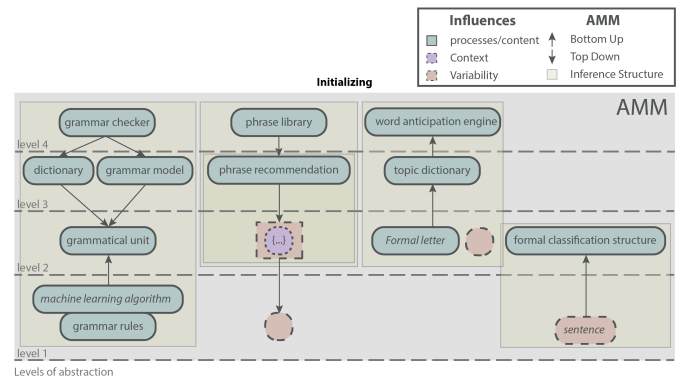 Influences AMM
processes/content Bottom Up
Context Top Down
Variability Inference Structure
Initializing
AMM
grammar checker phrase library word anticipation engine
level 4
dictionary grammar model phrase recommendation topic dictionary
level 3
grammatical unit [...] Formal letter formal classification structure
level 2
machine learning algorithm
grammar rules sentence
level 1
Levels of abstraction